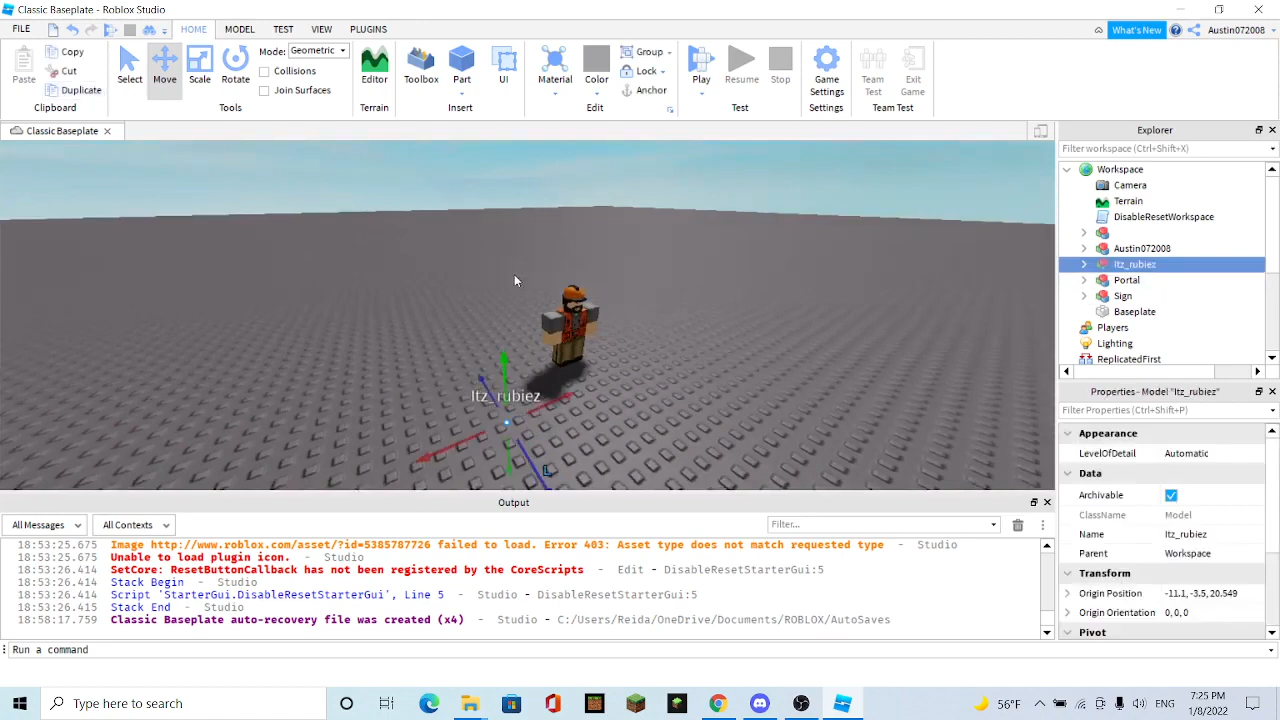 Classic Baseplate - Roblox Studio
FILE HOME MODEL TEST VIEW PLUGINS What's New Austin072008
Paste Copy Cut Duplicate Clipboard
Select Move Scale Rotate Mode: Geometric Collisions Join Surfaces Tools
Editor Terrain
Toolbox Part UI Insert
Material Color Group Lock Anchor Edit
Play Resume Stop Test
Game Settings Settings
Team Test Exit Game Team Test
Classic Baseplate
Itz_rubiez
L
Explorer
Filter workspace (Ctrl+Shift+X)
Workspace
Camera
Terrain
DisableResetWorkspace
Austin072008
Itz_rubiez
Portal
Sign
Baseplate
Players
Lighting
ReplicatedFirst
Properties - Model "Itz_rubiez"
Filter Properties (Ctrl+Shift+P)
Appearance
LevelOfDetail Automatic
Data
Archivable
ClassName Model
Name Itz_rubiez
Parent Workspace
Transform
Origin Position -11.1, -3.5, 20.549
Origin Orientation 0, 0, 0
Pivot
Output
All Messages All Contexts Filter...
18:53:25.675 Image http://www.roblox.com/asset/?id=5385787726 failed to load. Error 403: Asset type does not match requested type - Studio
18:53:25.675 Unable to load plugin icon. - Studio
18:53:26.414 SetCore: ResetButtonCallback has not been registered by the CoreScripts - Edit - DisableResetStarterGui:5
18:53:26.414 Stack Begin - Studio
18:53:26.414 Script 'StarterGui.DisableResetStarterGui', Line 5 - Studio - DisableResetStarterGui:5
18:53:26.415 Stack End - Studio
18:58:17.759 Classic Baseplate auto-recovery file was created (x4) - Studio - C:/Users/Reida/OneDrive/Documents/ROBLOX/AutoSaves
Run a command
Type here to search
56°F ENG 7:25 PM
1/8/2022